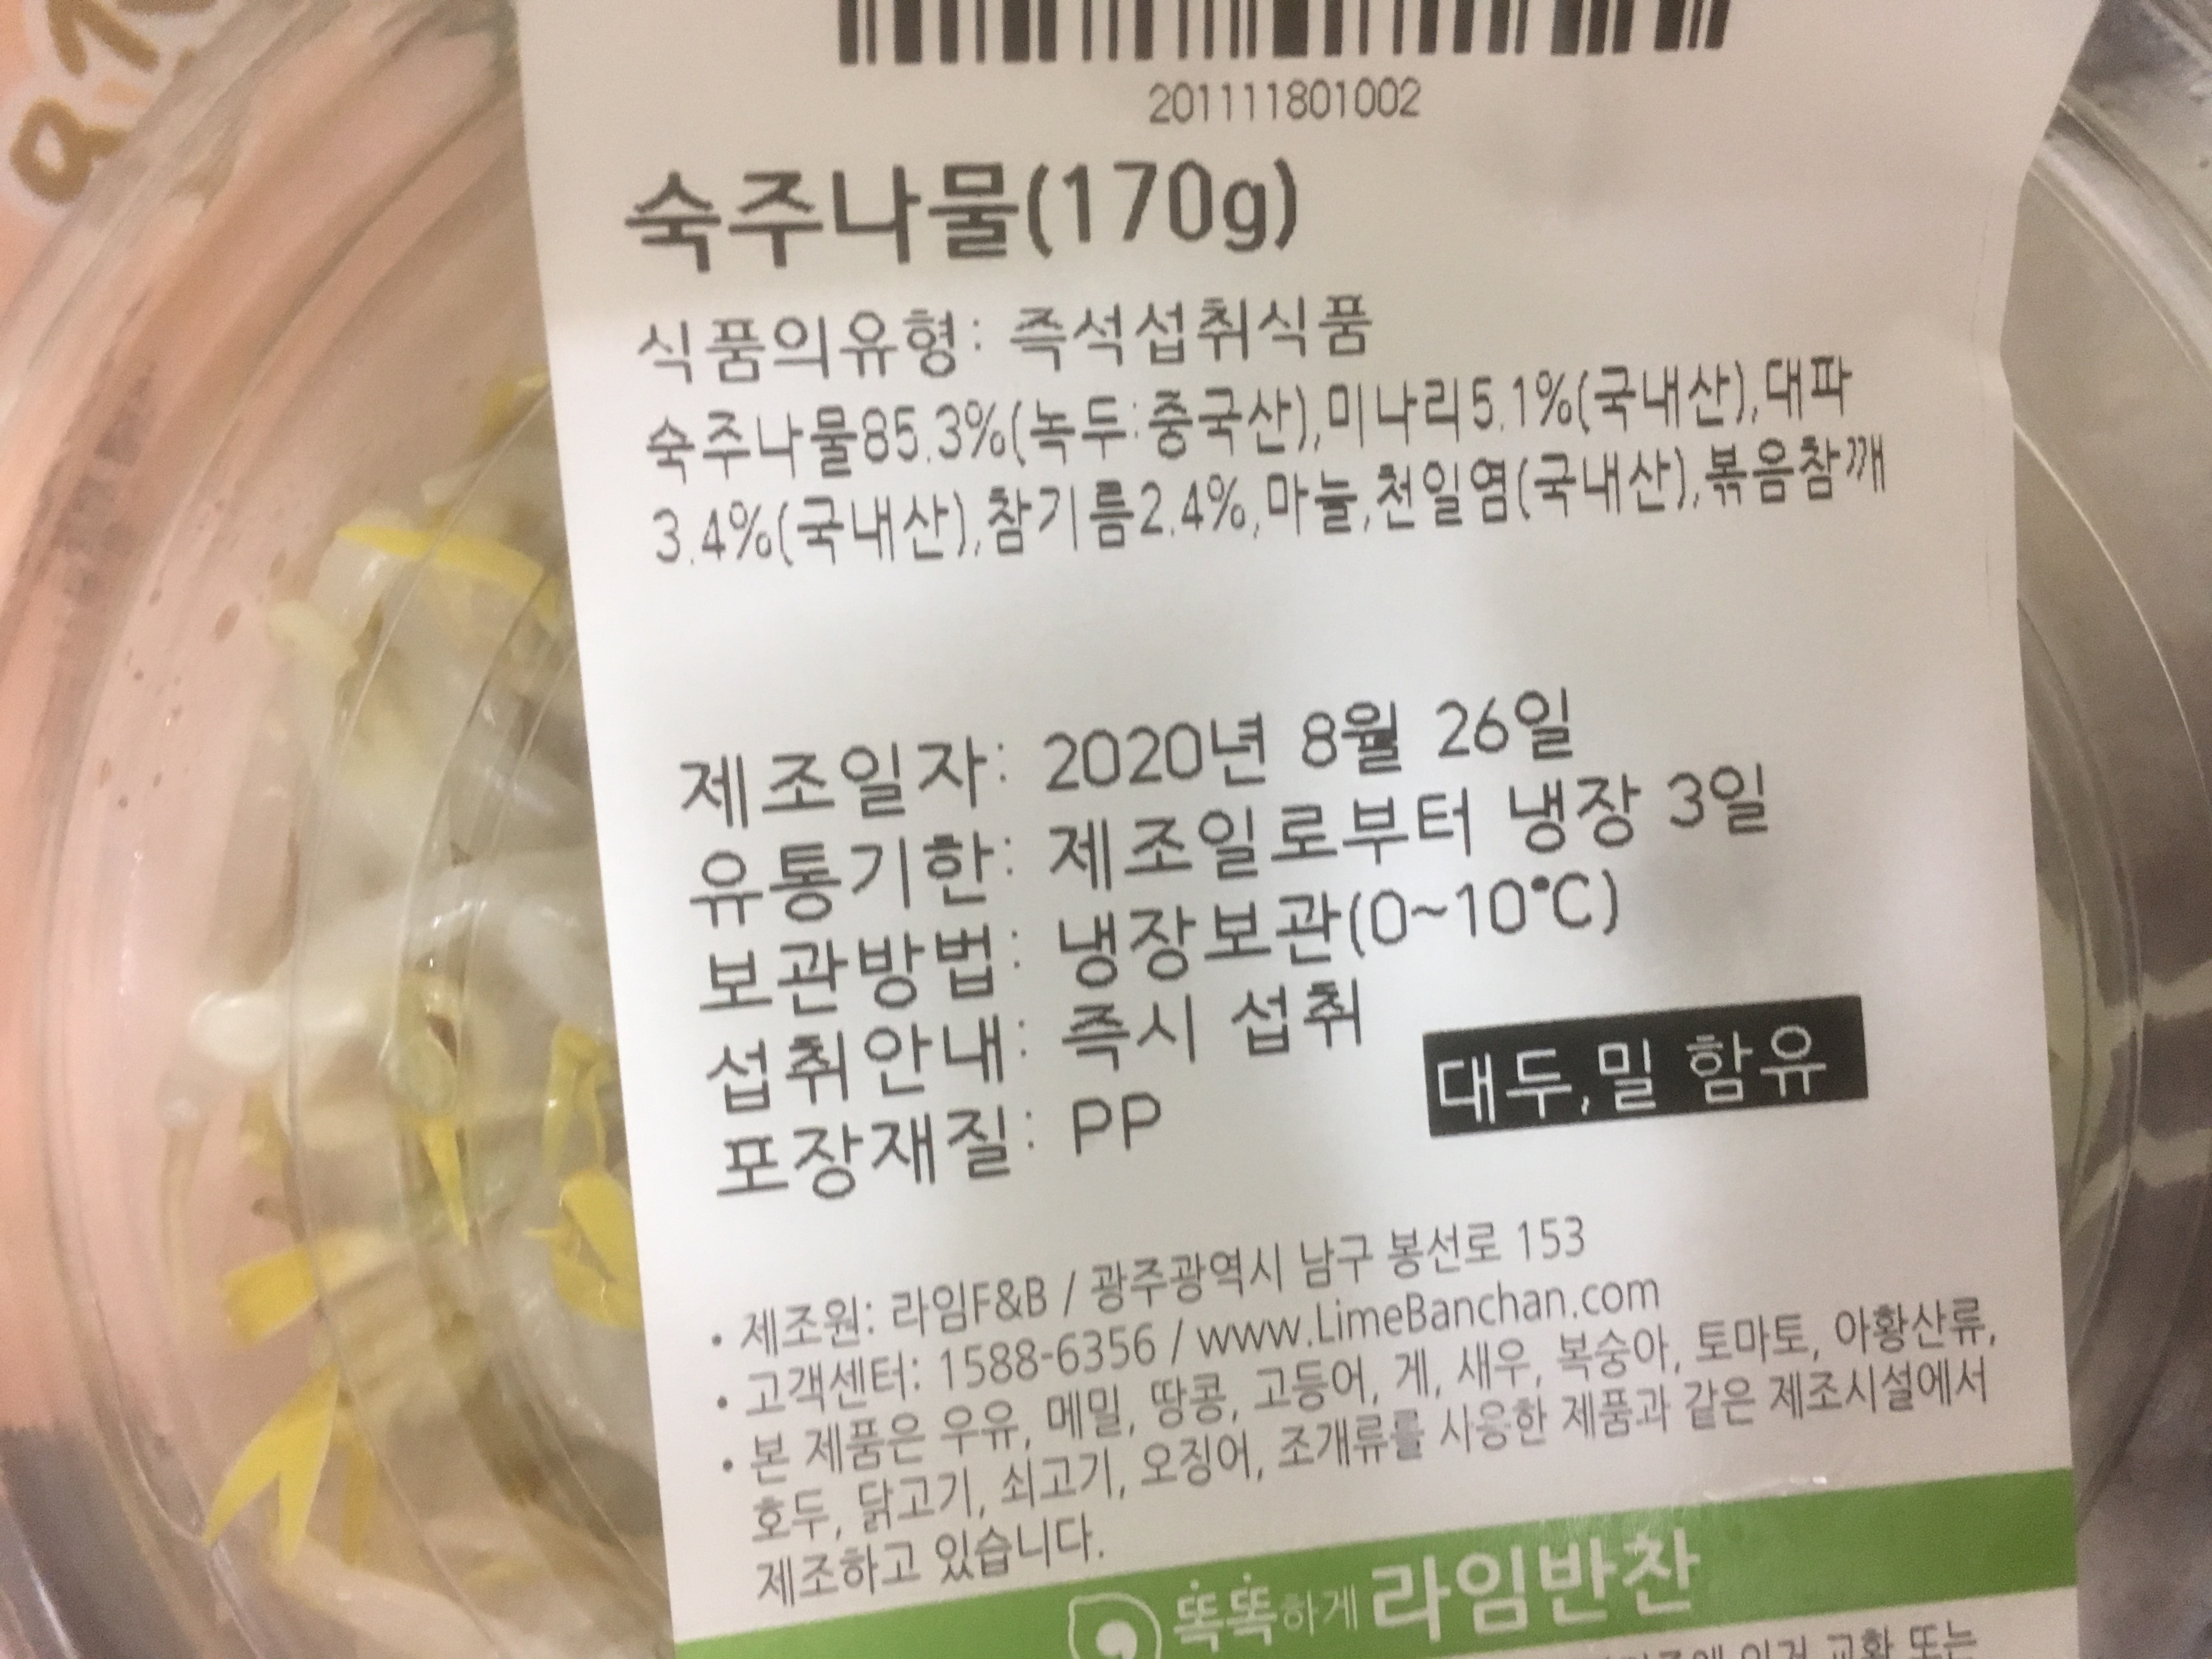 201111801002
숙주나물(170g)
식품의유형: 즉석섭취식품
숙주나물85.3%(녹두:중국산),미나리5.1%(국내산),대파
3.4%(국내산),참기름2.4%,마늘,천일염(국내산),볶음참깨
제조일자: 2020년 8월 26일
유통기한: 제조일로부터 냉장 3일
보관방법: 냉장보관(0~10℃)
섭취안내: 즉시 섭취
포장재질: PP
대두,밀 함유
• 제조원: 라임F&B / 광주광역시 남구 봉선로 153
• 고객센터: 1588-6356 / www.LimeBanchan.com
• 본 제품은 우유, 메밀, 땅콩, 고등어, 게, 새우, 복숭아, 토마토, 아황산류,
호두, 닭고기, 쇠고기, 오징어, 조개류를 사용한 제품과 같은 제조시설에서
제조하고 있습니다.
똑똑하게 라임반찬
교환 또는